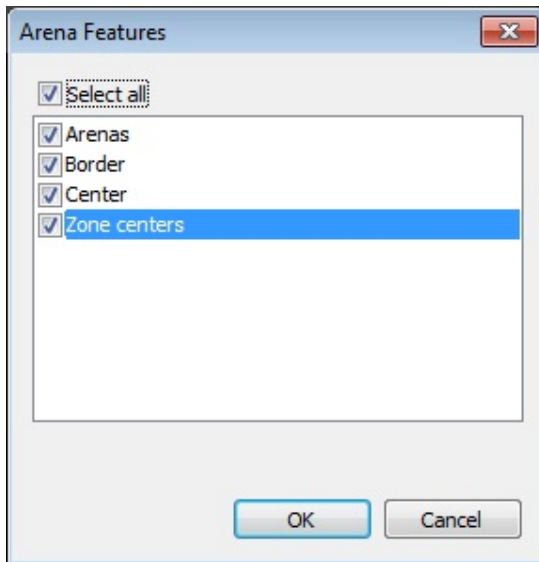 Arena Features
Select all
Arenas
Border
Center
Zone centers
OK
Cancel